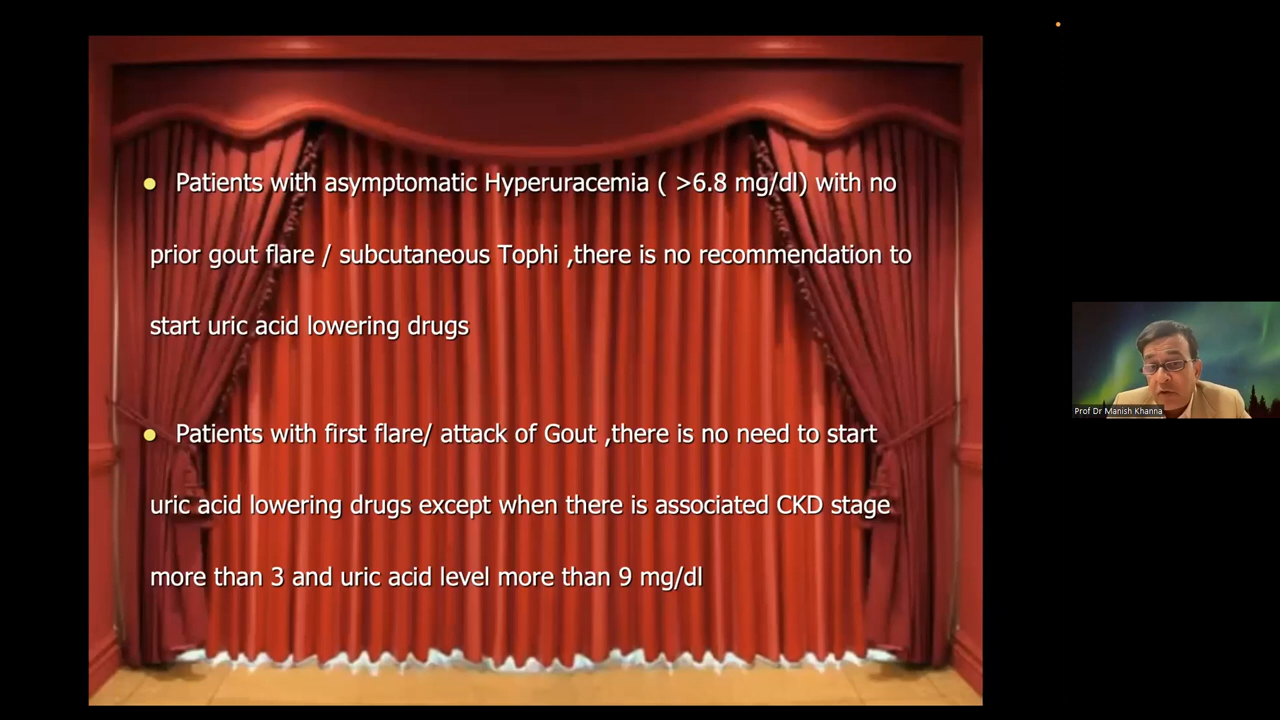 Patients with asymptomatic Hyperuracemia ( >6.8 mg/dl) with no
prior gout flare / subcutaneous Tophi ,there is no recommendation to
start uric acid lowering drugs
Patients with first flare/ attack of Gout ,there is no need to start
uric acid lowering drugs except when there is associated CKD stage
more than 3 and uric acid level more than 9 mg/dl
Prof Dr Manish Khanna